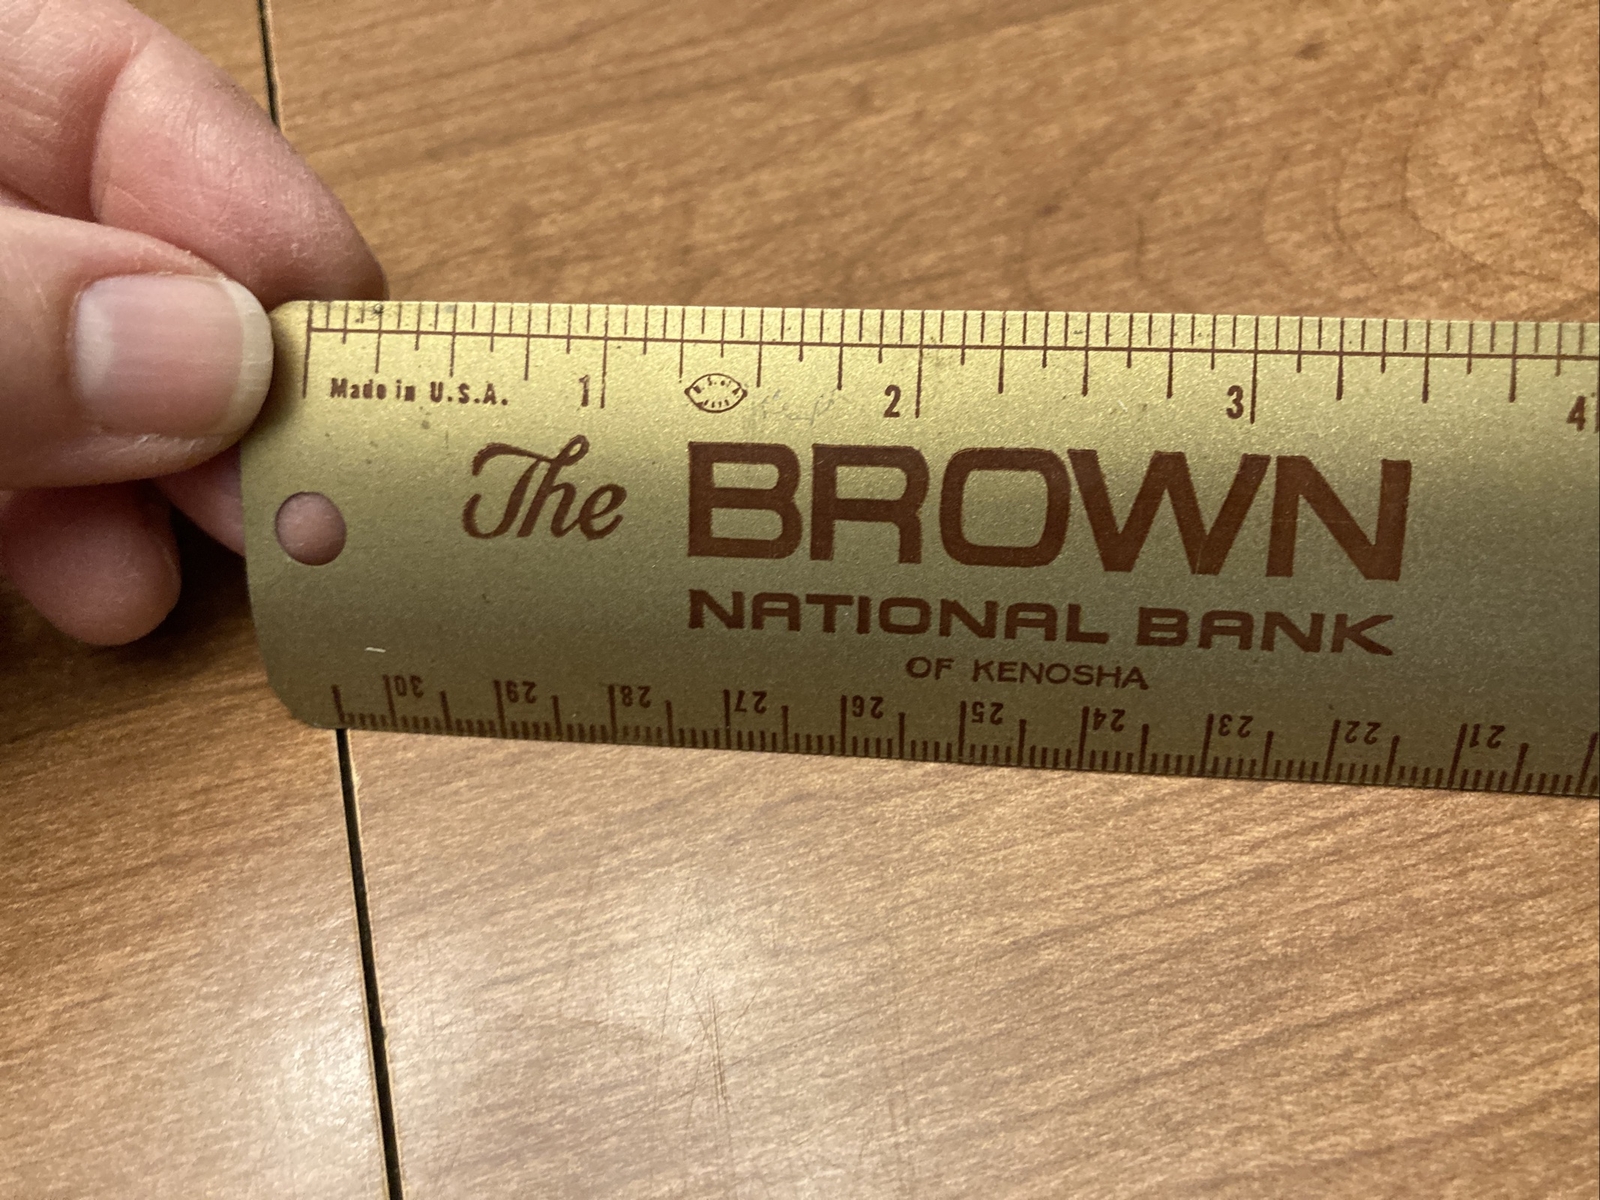 1 2 3 4
Made in U.S.A.
The BROWN
NATIONAL BANK
OF KENOSHA
30 29 28 27 26 25 24 23 22 21